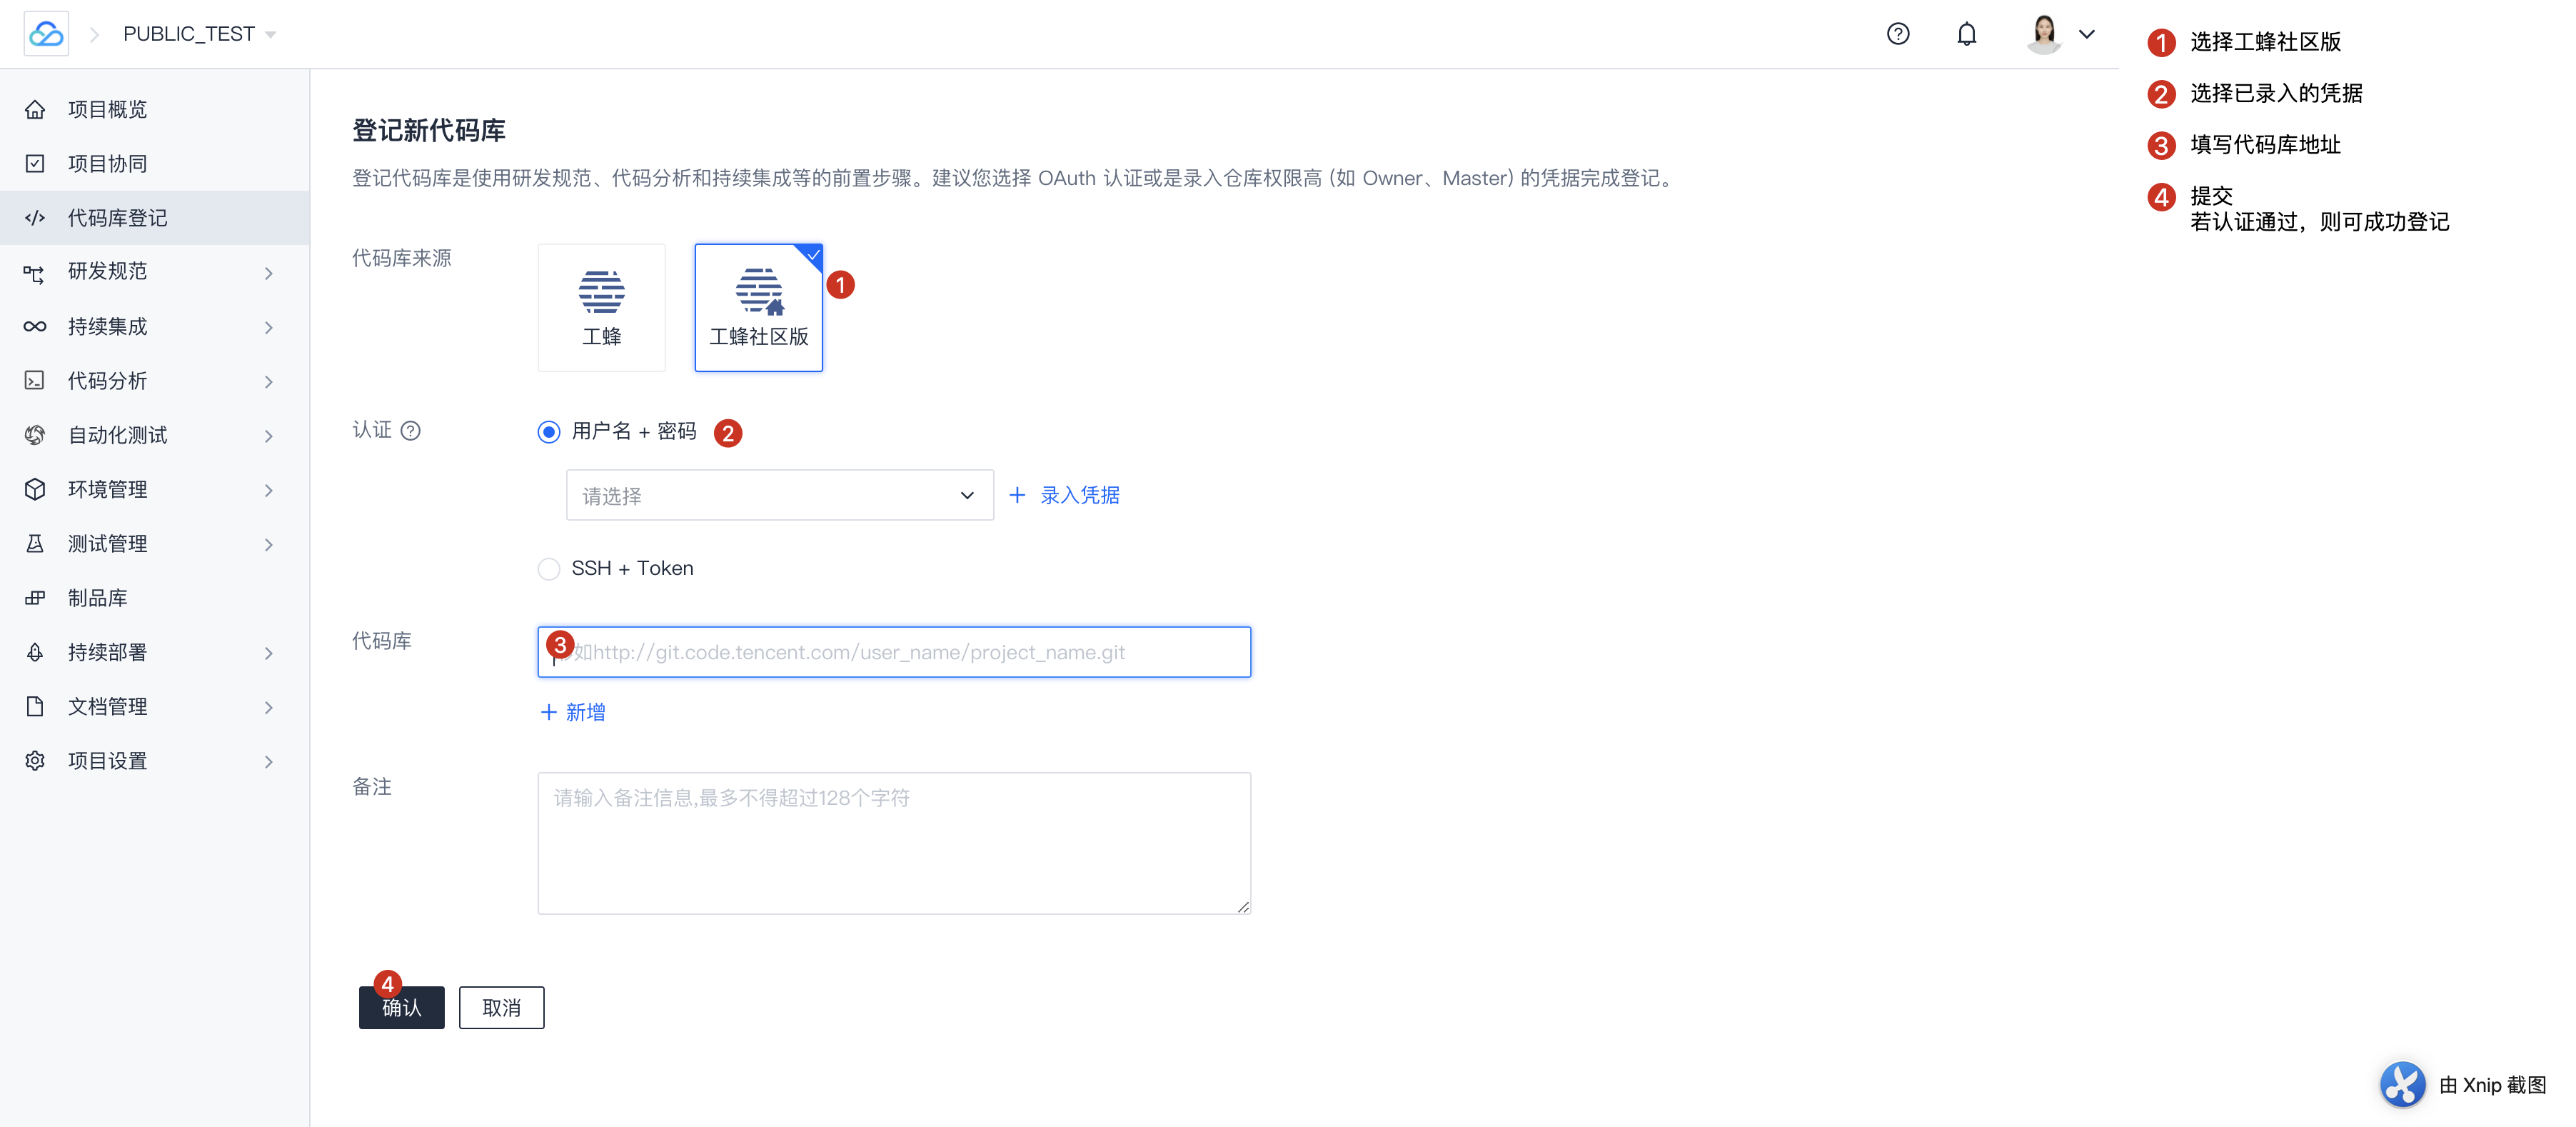 PUBLIC_TEST
项目概览
项目协同
代码库登记
研发规范
持续集成
代码分析
自动化测试
环境管理
测试管理
制品库
持续部署
文档管理
项目设置
登记新代码库
登记代码库是使用研发规范、代码分析和持续集成等的前置步骤。建议您选择 OAuth 认证或是录入仓库权限高 (如 Owner、Master) 的凭据完成登记。
代码库来源
工蜂
工蜂社区版
1
认证 ?
用户名 + 密码 2
请选择
+ 录入凭据
SSH + Token
代码库
3 如http://git.code.tencent.com/user_name/project_name.git
+ 新增
备注
请输入备注信息,最多不得超过128个字符
4
确认
取消
1 选择工蜂社区版
2 选择已录入的凭据
3 填写代码库地址
4 提交
若认证通过，则可成功登记
由 Xnip 截图